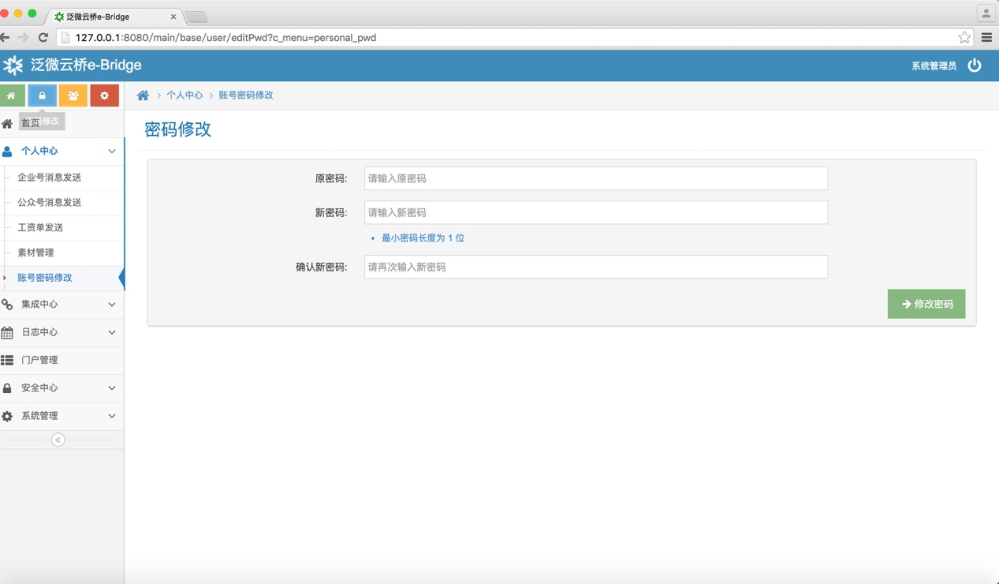 泛微云桥e-Bridge
127.0.0.1:8080/main/base/user/editPwd?c_menu=personal_pwd
泛微云桥e-Bridge
系统管理员
个人中心
账号密码修改
首页
修改
密码修改
个人中心
企业号消息发送
公众号消息发送
工资单发送
素材管理
账号密码修改
集成中心
日志中心
门户管理
安全中心
系统管理
原密码:
请输入原密码
新密码:
请输入新密码
最小密码长度为 1 位
确认新密码:
请再次输入新密码
修改密码